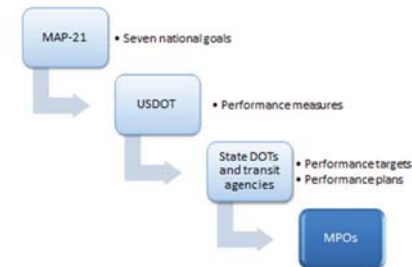 MAP-21
• Seven national goals
USDOT
• Performance measures
State DOTs
and transit
agencies
• Performance targets
• Performance plans
MPOs